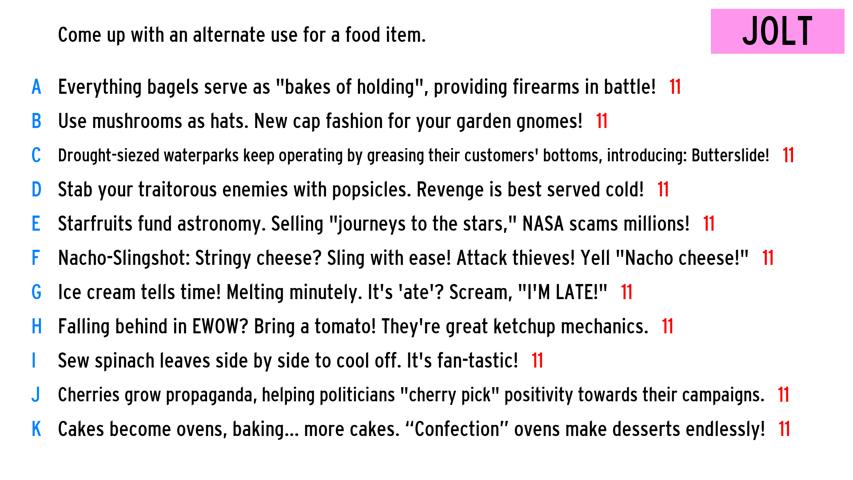 Come up with an alternate use for a food item.
JOLT
A Everything bagels serve as "bakes of holding", providing firearms in battle! 11
B Use mushrooms as hats. New cap fashion for your garden gnomes! 11
C Drought-siezed waterparks keep operating by greasing their customers' bottoms, introducing: Butterslide! 11
D Stab your traitorous enemies with popsicles. Revenge is best served cold! 11
E Starfruits fund astronomy. Selling "journeys to the stars," NASA scams millions! 11
F Nacho-Slingshot: Stringy cheese? Sling with ease! Attack thieves! Yell "Nacho cheese!" 11
G Ice cream tells time! Melting minutely. It's 'ate'? Scream, "I'M LATE!" 11
H Falling behind in EWOW? Bring a tomato! They're great ketchup mechanics. 11
I Sew spinach leaves side by side to cool off. It's fan-tastic! 11
J Cherries grow propaganda, helping politicians "cherry pick" positivity towards their campaigns. 11
K Cakes become ovens, baking... more cakes. “Confection” ovens make desserts endlessly! 11